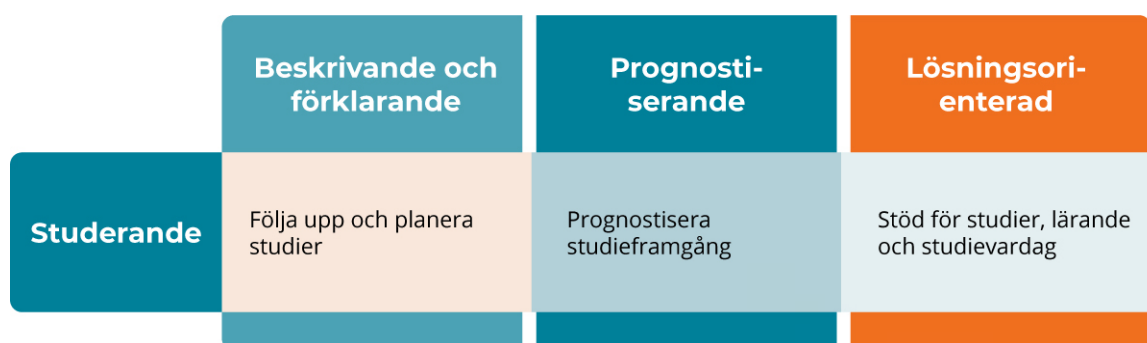 Beskrivande och
förklarande
Prognosti-
serande
Lösningsori-
enterad
Studerande
Följa upp och planera
studier
Prognostisera
studieframgång
Stöd för studier, lärande
och studievardag